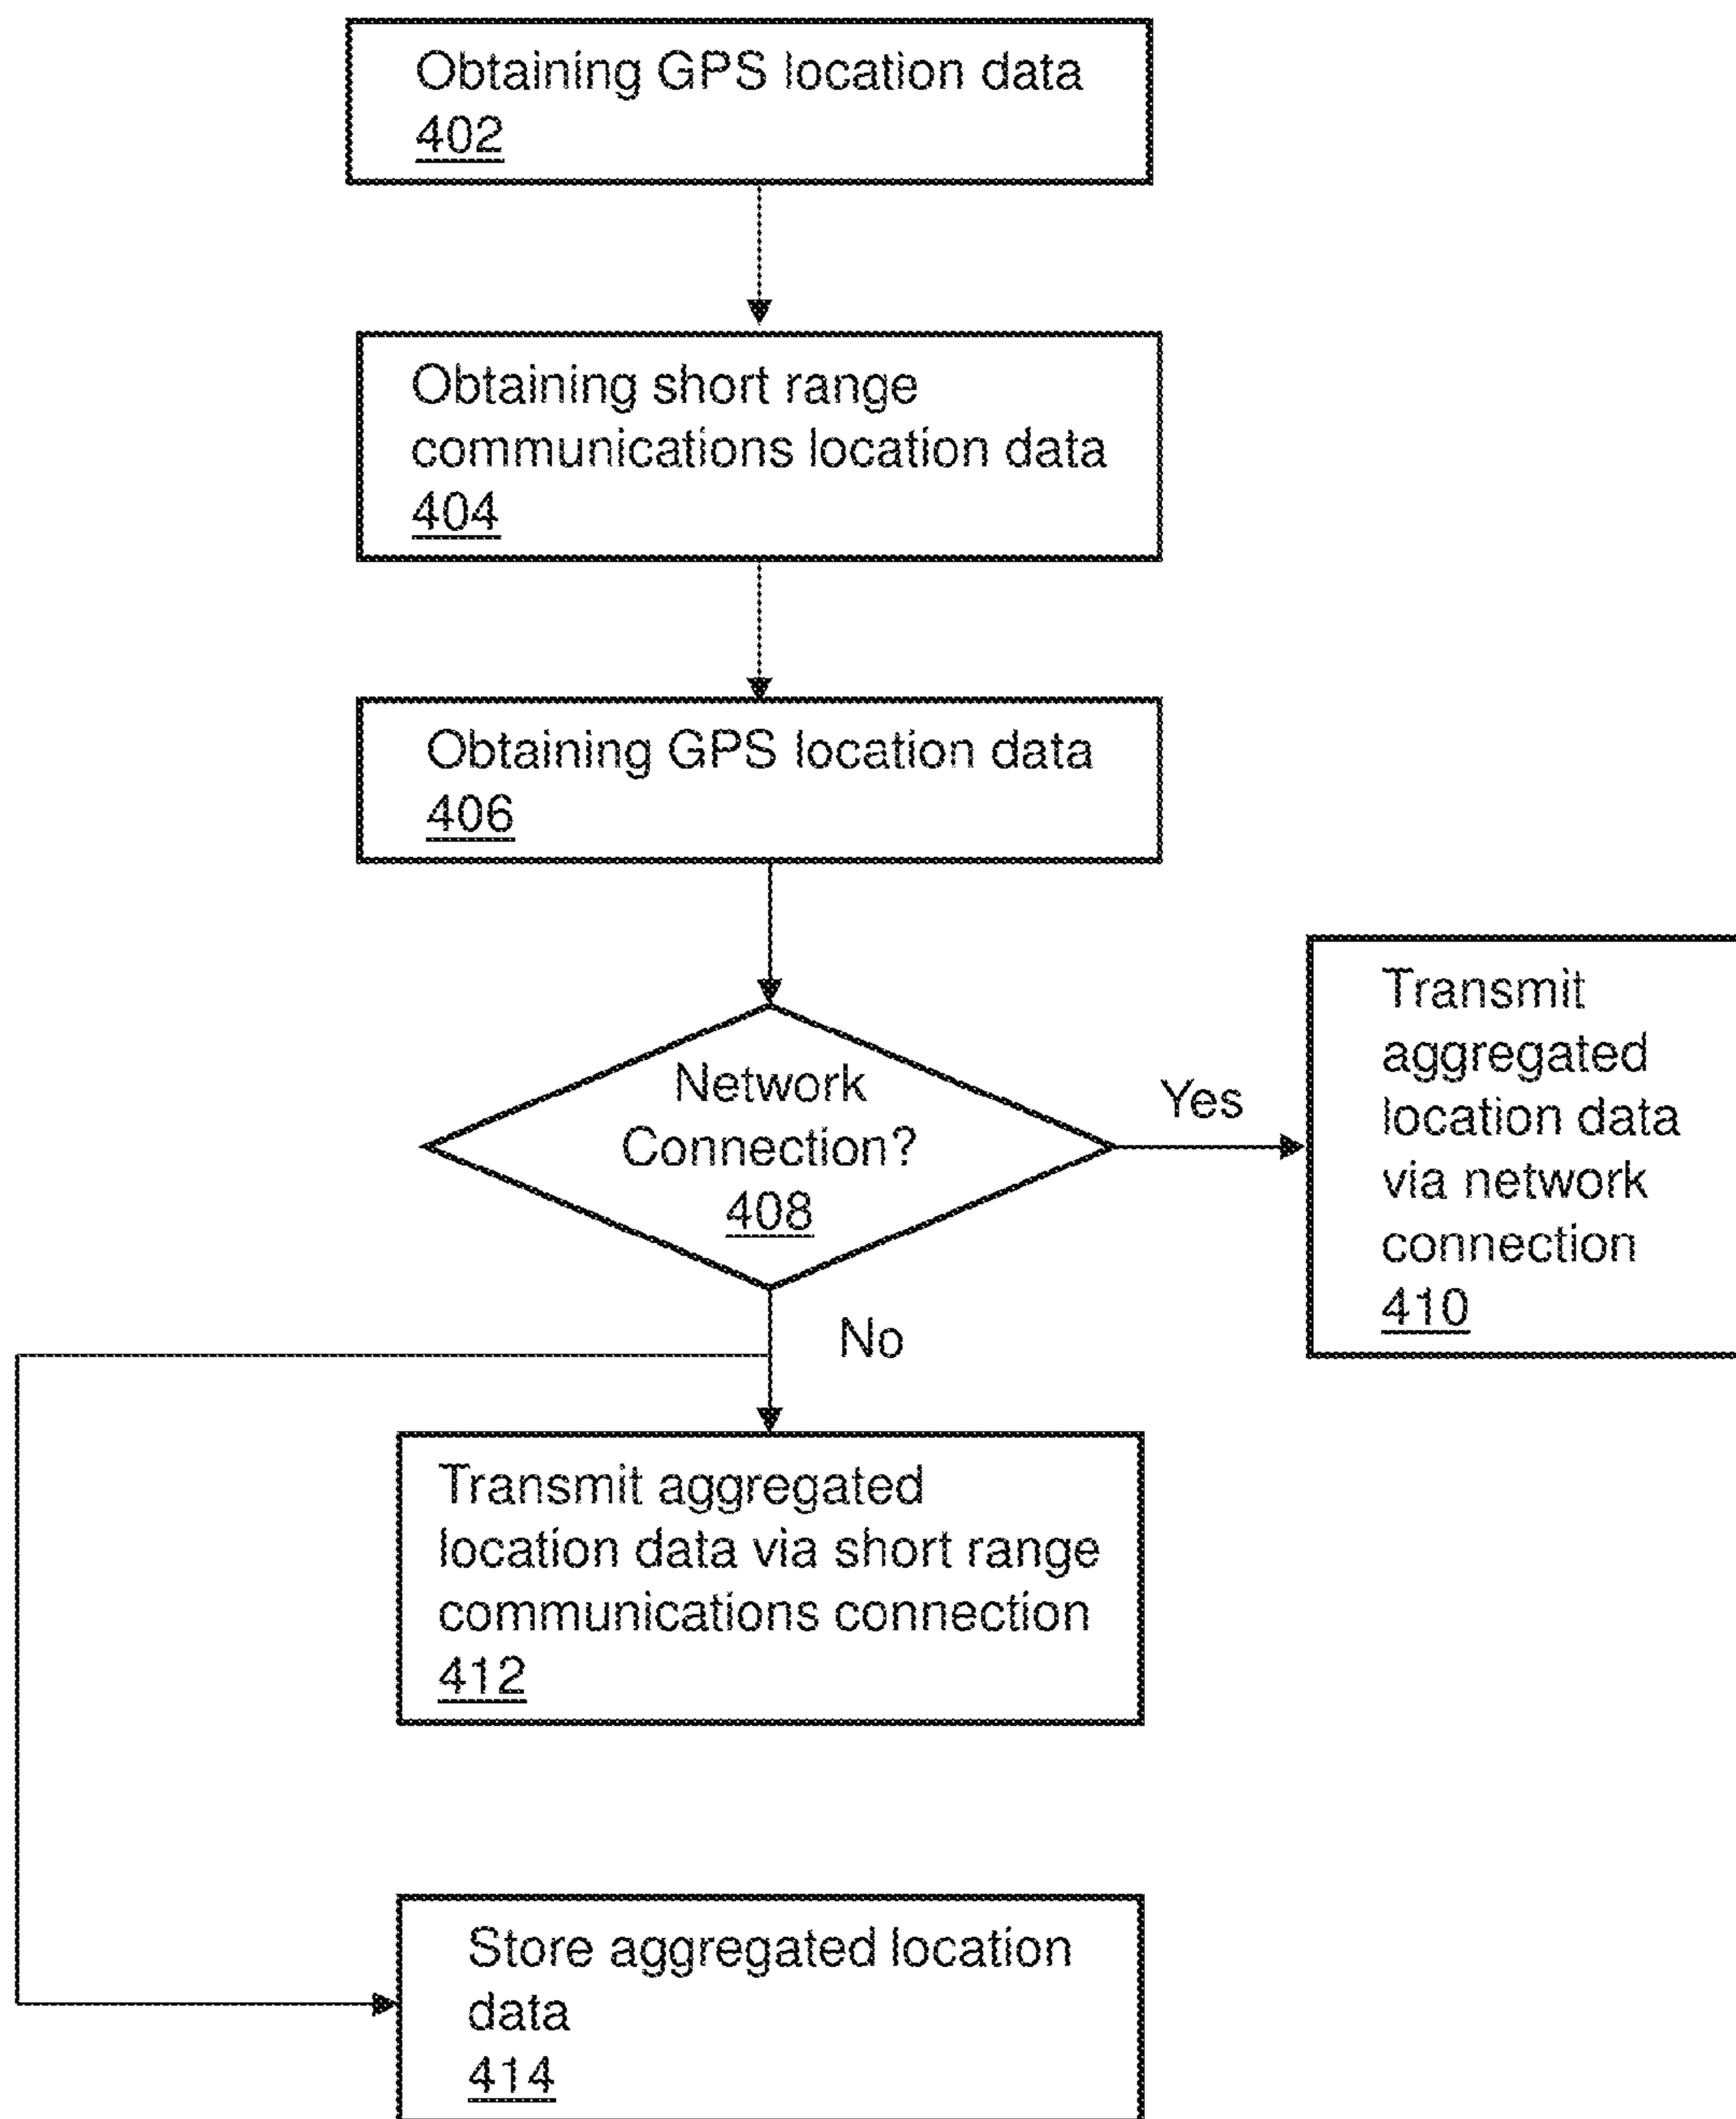 Obtaining GPS location data
402
Obtaining short range
communications location data
404
Obtaining GPS location data
406
Network
Connection?
408
Yes
Transmit
aggregated
location data
via network
connection
410
No
Transmit aggregated
location data via short range
communications connection
412
Store aggregated location
data
414